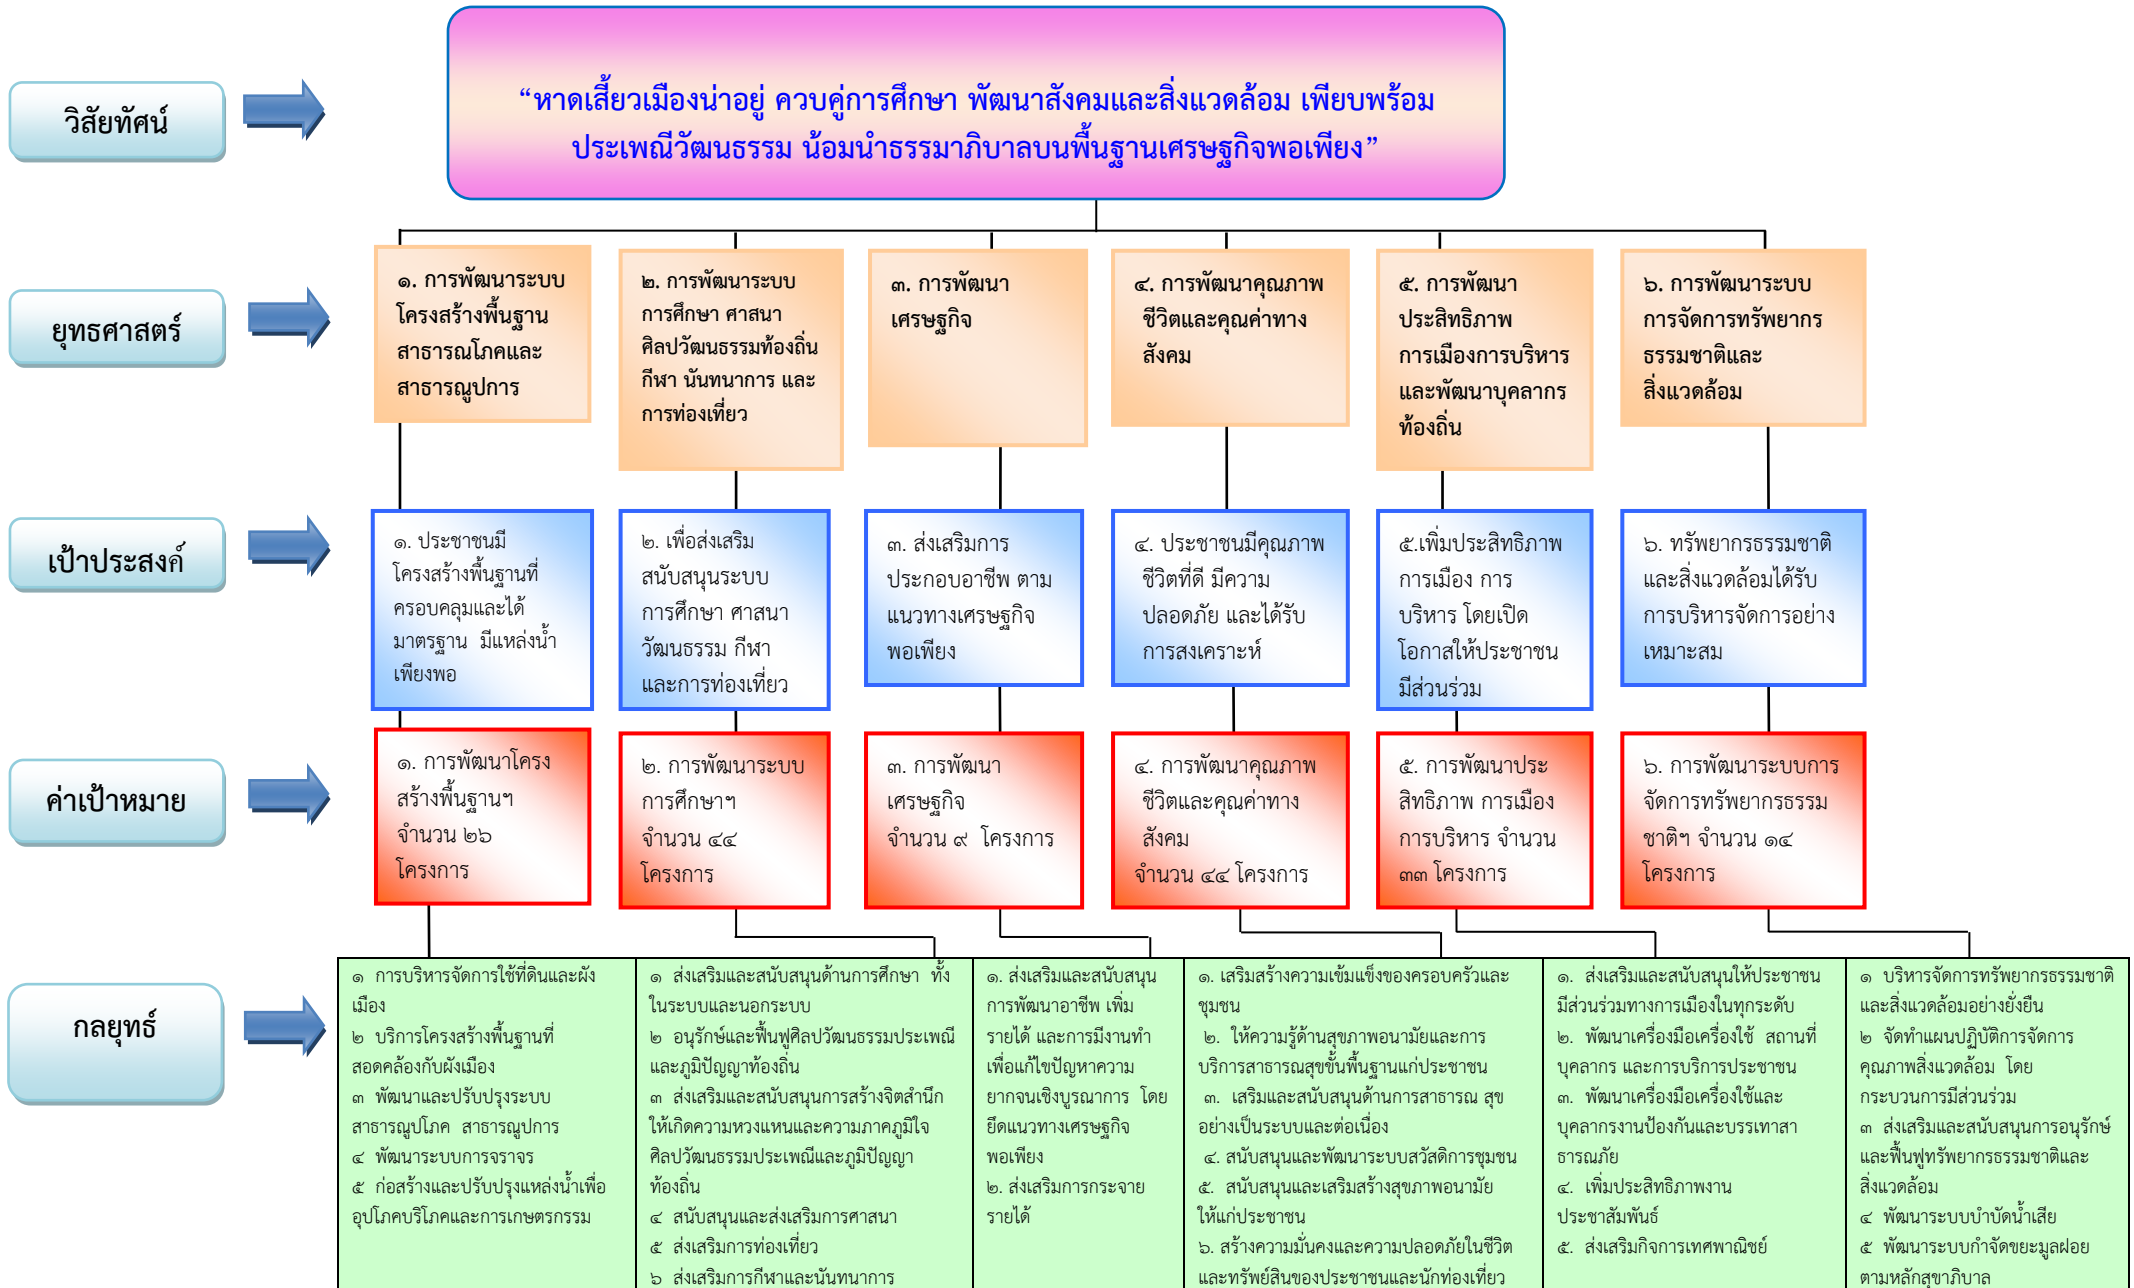 วิสัยทัศน์
“หาดเสี้ยวเมืองน่าอยู่ ควบคู่การศึกษา พัฒนาสังคมและสิ่งแวดล้อม เพียบพร้อม
ประเพณีวัฒนธรรม น้อมนำธรรมาภิบาลบนพื้นฐานเศรษฐกิจพอเพียง”
ยุทธศาสตร์
๑. การพัฒนาระบบ
โครงสร้างพื้นฐาน
สาธารณโภคและ
สาธารณูปการ
๒. การพัฒนาระบบ
การศึกษา ศาสนา
ศิลปวัฒนธรรมท้องถิ่น
กีฬา นันทนาการ และ
การท่องเที่ยว
๓. การพัฒนา
เศรษฐกิจ
๔. การพัฒนาคุณภาพ
ชีวิตและคุณค่าทาง
สังคม
๕. การพัฒนา
ประสิทธิภาพ
การเมืองการบริหาร
และพัฒนาบุคลากร
ท้องถิ่น
๖. การพัฒนาระบบ
การจัดการทรัพยากร
ธรรมชาติและ
สิ่งแวดล้อม
เป้าประสงค์
๑. ประชาชนมี
โครงสร้างพื้นฐานที่
ครอบคลุมและได้
มาตรฐาน มีแหล่งน้ำ
เพียงพอ
๒. เพื่อส่งเสริม
สนับสนุนระบบ
การศึกษา ศาสนา
วัฒนธรรม กีฬา
และการท่องเที่ยว
๓. ส่งเสริมการ
ประกอบอาชีพ ตาม
แนวทางเศรษฐกิจ
พอเพียง
๔. ประชาชนมีคุณภาพ
ชีวิตที่ดี มีความ
ปลอดภัย และได้รับ
การสงเคราะห์
๕.เพิ่มประสิทธิภาพ
การเมือง การ
บริหาร โดยเปิด
โอกาสให้ประชาชน
มีส่วนร่วม
๖. ทรัพยากรธรรมชาติ
และสิ่งแวดล้อมได้รับ
การบริหารจัดการอย่าง
เหมาะสม
ค่าเป้าหมาย
๑. การพัฒนาโครง
สร้างพื้นฐานฯ
จำนวน ๒๖
โครงการ
๒. การพัฒนาระบบ
การศึกษาฯ
จำนวน ๔๔
โครงการ
๓. การพัฒนา
เศรษฐกิจ
จำนวน ๙ โครงการ
๔. การพัฒนาคุณภาพ
ชีวิตและคุณค่าทาง
สังคม
จำนวน ๔๔ โครงการ
๕. การพัฒนาประ
สิทธิภาพ การเมือง
การบริหาร จำนวน
๓๓ โครงการ
๖. การพัฒนาระบบการ
จัดการทรัพยากรธรรม
ชาติฯ จำนวน ๑๔
โครงการ
กลยุทธ์
๑ การบริหารจัดการใช้ที่ดินและผัง
เมือง
๒ บริการโครงสร้างพื้นฐานที่
สอดคล้องกับผังเมือง
๓ พัฒนาและปรับปรุงระบบ
สาธารณูปโภค สาธารณูปการ
๔ พัฒนาระบบการจราจร
๕ ก่อสร้างและปรับปรุงแหล่งน้ำเพื่อ
อุปโภคบริโภคและการเกษตรกรรม
๑ ส่งเสริมและสนับสนุนด้านการศึกษา ทั้ง
ในระบบและนอกระบบ
๒ อนุรักษ์และฟื้นฟูศิลปวัฒนธรรมประเพณี
และภูมิปัญญาท้องถิ่น
๓ ส่งเสริมและสนับสนุนการสร้างจิตสำนึก
ให้เกิดความหวงแหนและความภาคภูมิใจ
ศิลปวัฒนธรรมประเพณีและภูมิปัญญา
ท้องถิ่น
๔ สนับสนุนและส่งเสริมการศาสนา
๕ ส่งเสริมการท่องเที่ยว
๖ ส่งเสริมการกีฬาและนันทนาการ
๑. ส่งเสริมและสนับสนุน
การพัฒนาอาชีพ เพิ่ม
รายได้ และการมีงานทำ
เพื่อแก้ไขปัญหาความ
ยากจนเชิงบูรณาการ โดย
ยึดแนวทางเศรษฐกิจ
พอเพียง
๒. ส่งเสริมการกระจาย
รายได้
๑. เสริมสร้างความเข้มแข็งของครอบครัวและ
ชุมชน
๒. ให้ความรู้ด้านสุขภาพอนามัยและการ
บริการสาธารณสุขขั้นพื้นฐานแก่ประชาชน
๓. เสริมและสนับสนุนด้านการสาธารณ สุข
อย่างเป็นระบบและต่อเนื่อง
๔. สนับสนุนและพัฒนาระบบสวัสดิการชุมชน
๕. สนับสนุนและเสริมสร้างสุขภาพอนามัย
ให้แก่ประชาชน
๖. สร้างความมั่นคงและความปลอดภัยในชีวิต
และทรัพย์สินของประชาชนและนักท่องเที่ยว
๑. ส่งเสริมและสนับสนุนให้ประชาชน
มีส่วนร่วมทางการเมืองในทุกระดับ
๒. พัฒนาเครื่องมือเครื่องใช้ สถานที่
บุคลากร และการบริการประชาชน
๓. พัฒนาเครื่องมือเครื่องใช้และ
บุคลากรงานป้องกันและบรรเทาสา
ธารณภัย
๔. เพิ่มประสิทธิภาพงาน
ประชาสัมพันธ์
๕. ส่งเสริมกิจการเทศพาณิชย์
๑ บริหารจัดการทรัพยากรธรรมชาติ
และสิ่งแวดล้อมอย่างยั่งยืน
๒ จัดทำแผนปฏิบัติการจัดการ
คุณภาพสิ่งแวดล้อม โดย
กระบวนการมีส่วนร่วม
๓ ส่งเสริมและสนับสนุนการอนุรักษ์
และฟื้นฟูทรัพยากรธรรมชาติและ
สิ่งแวดล้อม
๔ พัฒนาระบบบำบัดน้ำเสีย
๕ พัฒนาระบบกำจัดขยะมูลฝอย
ตามหลักสุขาภิบาล